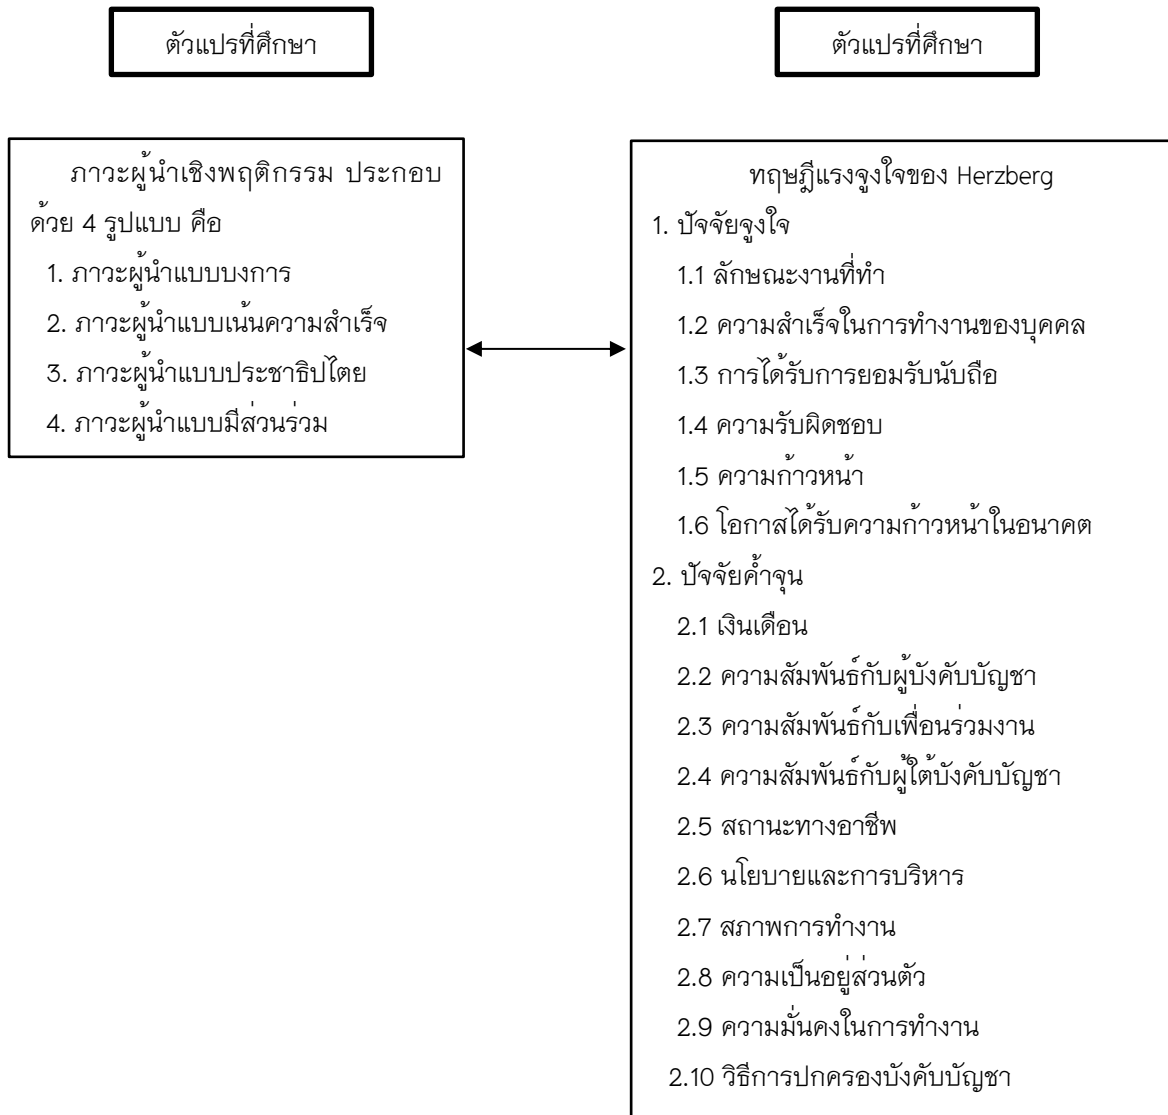 ตัวแปรที่ศึกษา
ตัวแปรที่ศึกษา
ภาวะผู้นำเชิงพฤติกรรม ประกอบ
ด้วย 4 รูปแบบ คือ
1. ภาวะผู้นำแบบบงการ
2. ภาวะผู้นำแบบเน้นความสำเร็จ
3. ภาวะผู้นำแบบประชาธิปไตย
4. ภาวะผู้นำแบบมีส่วนร่วม
ทฤษฎีแรงจูงใจของ Herzberg
1. ปัจจัยจูงใจ
1.1 ลักษณะงานที่ทำ
1.2 ความสำเร็จในการทำงานของบุคคล
1.3 การได้รับการยอมรับนับถือ
1.4 ความรับผิดชอบ
1.5 ความก้าวหน้า
1.6 โอกาสได้รับความก้าวหน้าในอนาคต
2. ปัจจัยค้ำจุน
2.1 เงินเดือน
2.2 ความสัมพันธ์กับผู้บังคับบัญชา
2.3 ความสัมพันธ์กับเพื่อนร่วมงาน
2.4 ความสัมพันธ์กับผู้ใต้บังคับบัญชา
2.5 สถานะทางอาชีพ
2.6 นโยบายและการบริหาร
2.7 สภาพการทำงาน
2.8 ความเป็นอยู่ส่วนตัว
2.9 ความมั่นคงในการทำงาน
2.10 วิธีการปกครองบังคับบัญชา